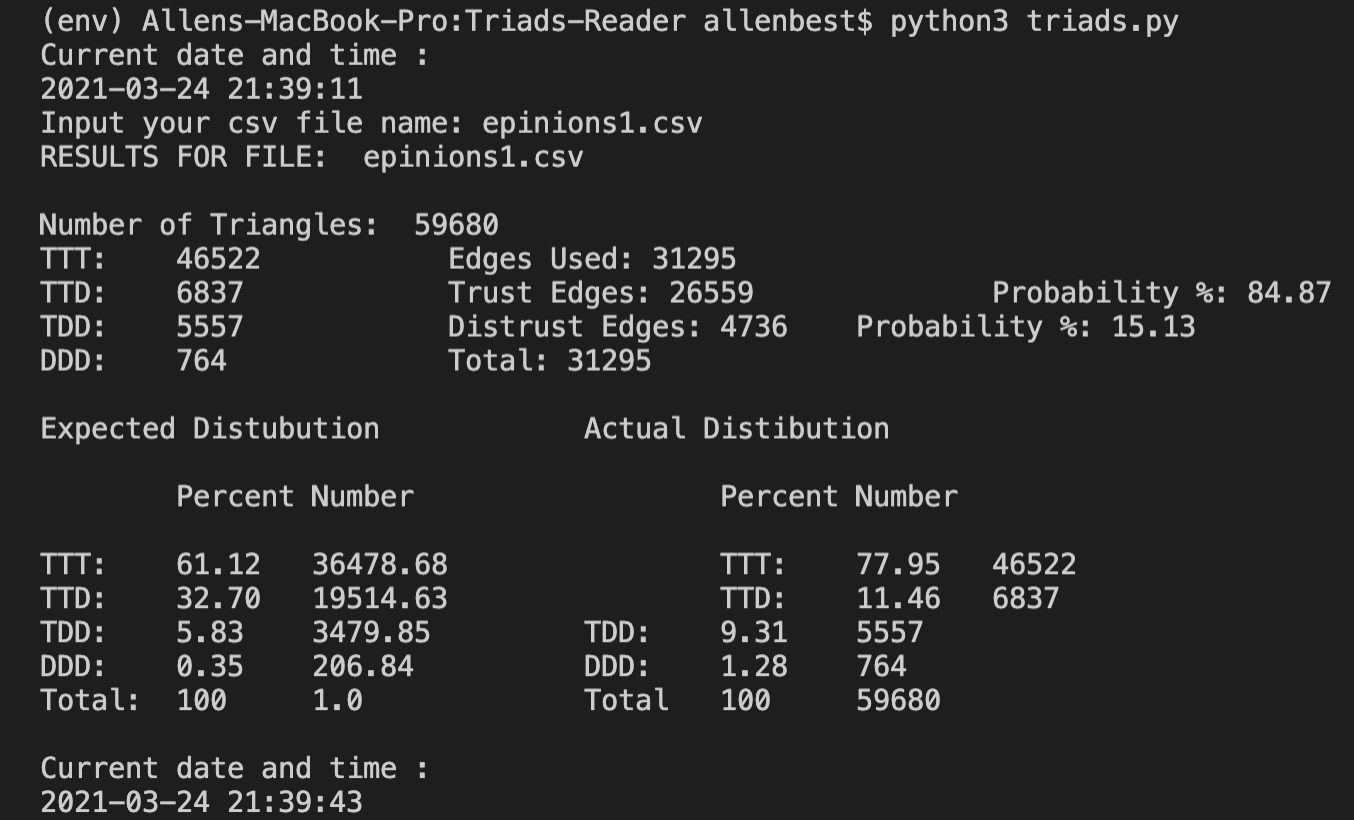 (env) Allens-MacBook-Pro:Triads-Reader allenbest$ python3 triads.py
Current date and time :
2021-03-24 21:39:11
Input your csv file name: epinions1.csv
RESULTS FOR FILE:  epinions1.csv
Number of Triangles:  59680
TTT:    46522           Edges Used: 31295
TTD:    6837            Trust Edges: 26559              Probability %: 84.87
TDD:    5557            Distrust Edges: 4736    Probability %: 15.13
DDD:    764             Total: 31295
Expected Distubution            Actual Distibution
        Percent Number                  Percent Number
TTT:    61.12   36478.68                TTT:    77.95   46522
TTD:    32.70   19514.63                TTD:    11.46   6837
TDD:    5.83    3479.85         TDD:    9.31    5557
DDD:    0.35    206.84          DDD:    1.28    764
Total:  100     1.0             Total   100     59680
Current date and time :
2021-03-24 21:39:43